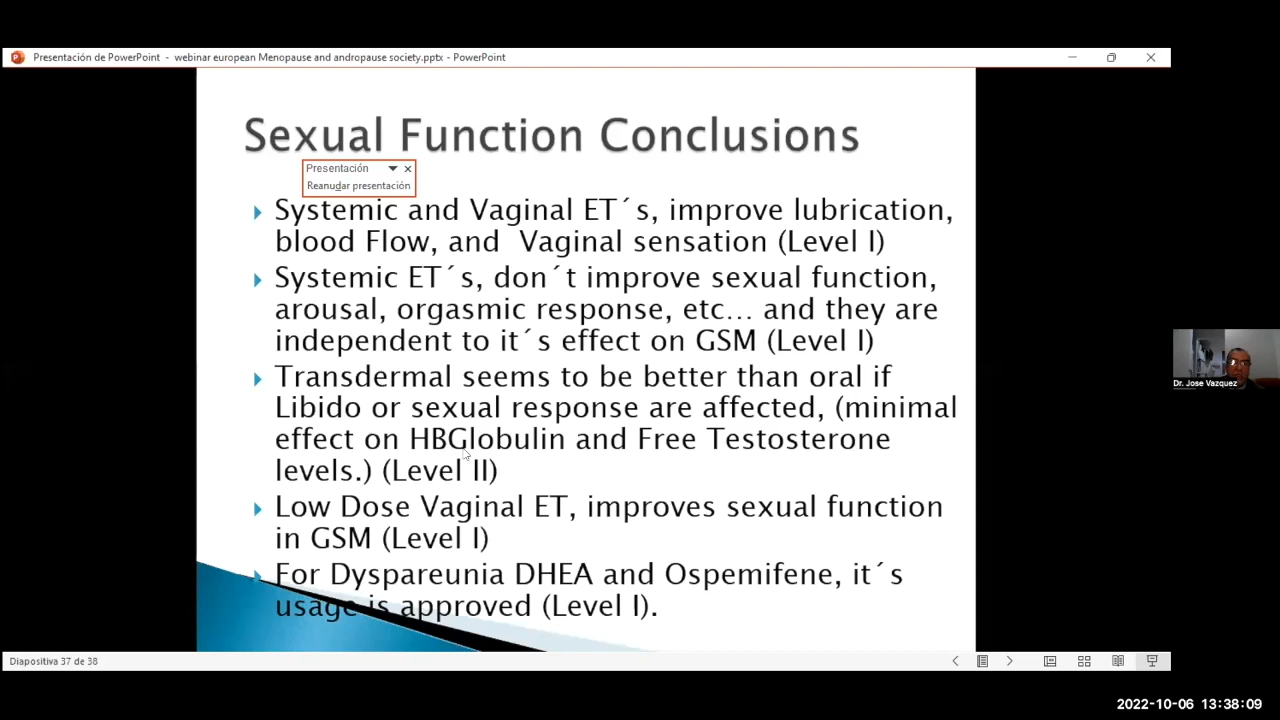 Presentación de PowerPoint - webinar european Menopause and andropause society.pptx - PowerPoint
Sexual Function Conclusions
Presentación
Reanudar presentación
Systemic and Vaginal ET´s, improve lubrication,
blood Flow, and Vaginal sensation (Level I)
Systemic ET´s, don´t improve sexual function,
arousal, orgasmic response, etc... and they are
independent to it´s effect on GSM (Level I)
Transdermal seems to be better than oral if
Libido or sexual response are affected, (minimal
effect on HBGlobulin and Free Testosterone
levels.) (Level II)
Low Dose Vaginal ET, improves sexual function
in GSM (Level I)
For Dyspareunia DHEA and Ospemifene, it´s
usage is approved (Level I).
Dr. Jose Vazquez
Diapositiva 37 de 38
2022-10-06 13:38:09